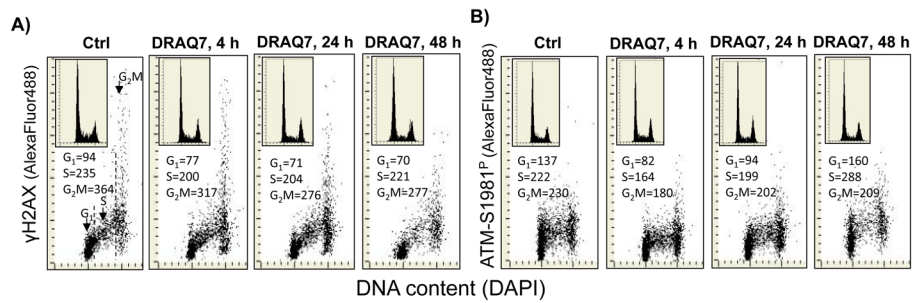 A)
Ctrl
DRAQ7, 4 h
DRAQ7, 24 h
DRAQ7, 48 h
γH2AX (AlexaFluor488)
G₂M
G₁=94
S=235
G₂M=364
G₁
S
G₁=77
S=200
G₂M=317
G₁=71
S=204
G₂M=276
G₁=70
S=221
G₂M=277
B)
Ctrl
DRAQ7, 4 h
DRAQ7, 24 h
DRAQ7, 48 h
ATM-S1981ᴾ (AlexaFluor488)
G₁=137
S=222
G₂M=230
G₁=82
S=164
G₂M=180
G₁=94
S=199
G₂M=202
G₁=160
S=288
G₂M=209
DNA content (DAPI)